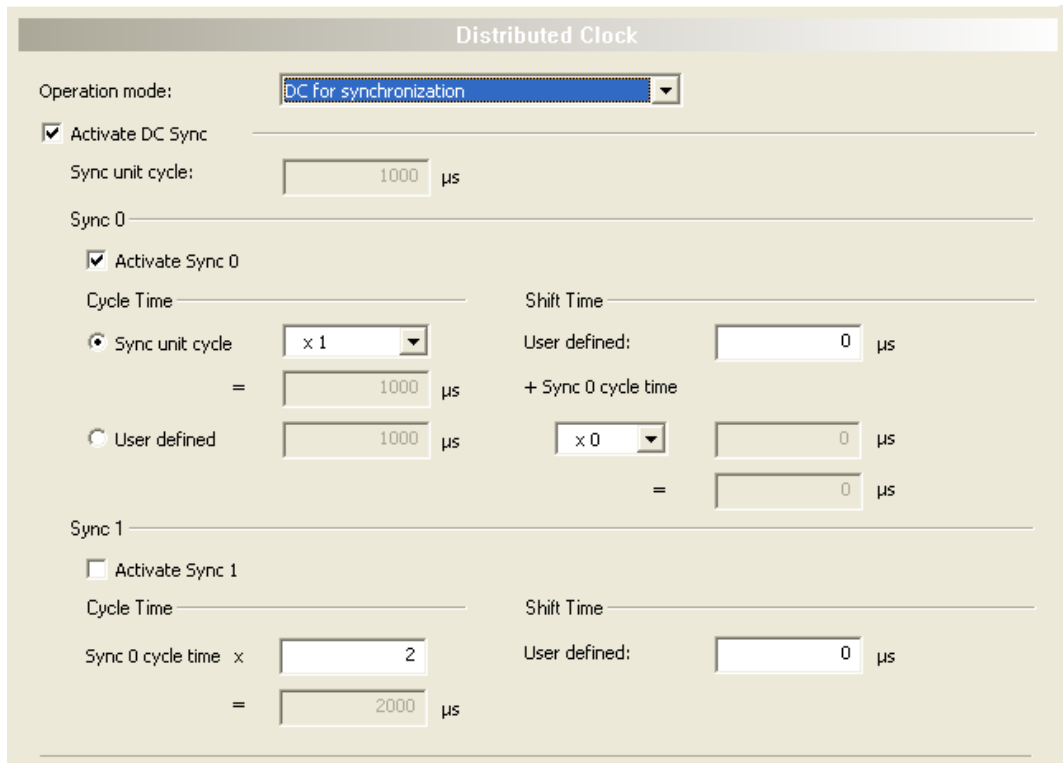 Distributed Clock
Operation mode: DC for synchronization
Activate DC Sync
Sync unit cycle: 1000 µs
Sync 0
Activate Sync 0
Cycle Time Shift Time
Sync unit cycle x 1 User defined: 0 µs
= 1000 µs + Sync 0 cycle time
User defined 1000 µs x 0 0 µs
= 0 µs
Sync 1
Activate Sync 1
Cycle Time Shift Time
Sync 0 cycle time x 2 User defined: 0 µs
= 2000 µs